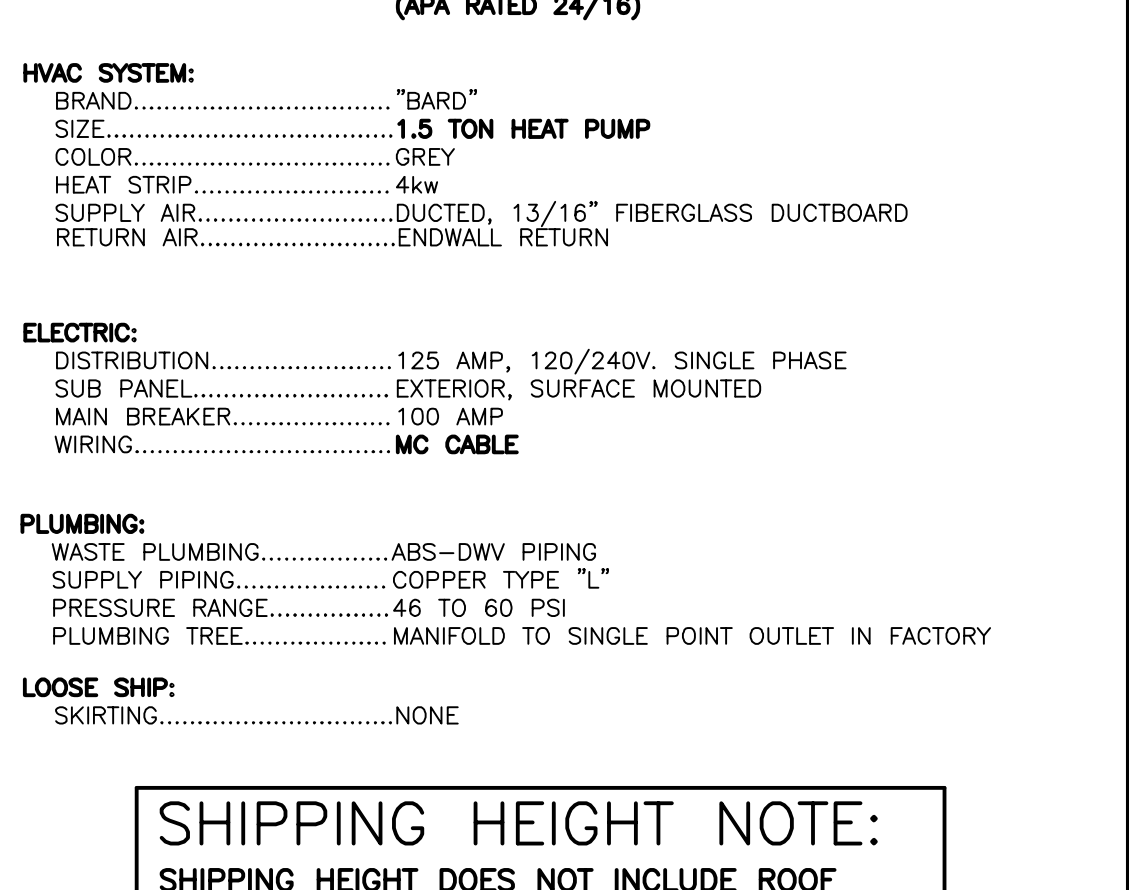 (APA RATED 24/16)
HVAC SYSTEM:
BRAND.................................."BARD"
SIZE......................................1.5 TON HEAT PUMP
COLOR..................................GREY
HEAT STRIP..........................4kw
SUPPLY AIR..........................DUCTED, 13/16" FIBERGLASS DUCTBOARD
RETURN AIR..........................ENDWALL RETURN
ELECTRIC:
DISTRIBUTION........................125 AMP, 120/240V. SINGLE PHASE
SUB PANEL..........................EXTERIOR, SURFACE MOUNTED
MAIN BREAKER.....................100 AMP
WIRING..................................MC CABLE
PLUMBING:
WASTE PLUMBING.................ABS-DWV PIPING
SUPPLY PIPING....................COPPER TYPE "L"
PRESSURE RANGE................46 TO 60 PSI
PLUMBING TREE...................MANIFOLD TO SINGLE POINT OUTLET IN FACTORY
LOOSE SHIP:
SKIRTING...............................NONE
SHIPPING HEIGHT NOTE:
SHIPPING HEIGHT DOES NOT INCLUDE ROOF